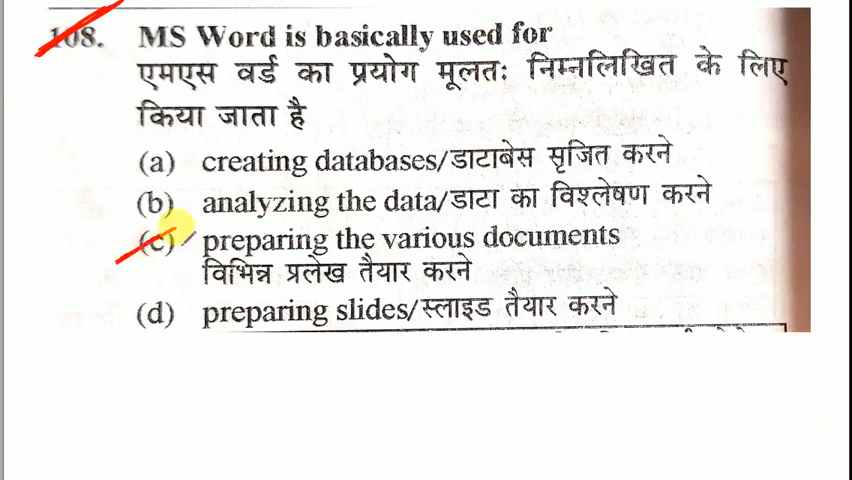 108. MS Word is basically used for
एमएस वर्ड का प्रयोग मूलतः निम्नलिखित के लिए
किया जाता है
(a) creating databases/डाटाबेस सृजित करने
(b) analyzing the data/डाटा का विश्लेषण करने
(c) preparing the various documents
विभिन्न प्रलेख तैयार करने
(d) preparing slides/स्लाइड तैयार करने